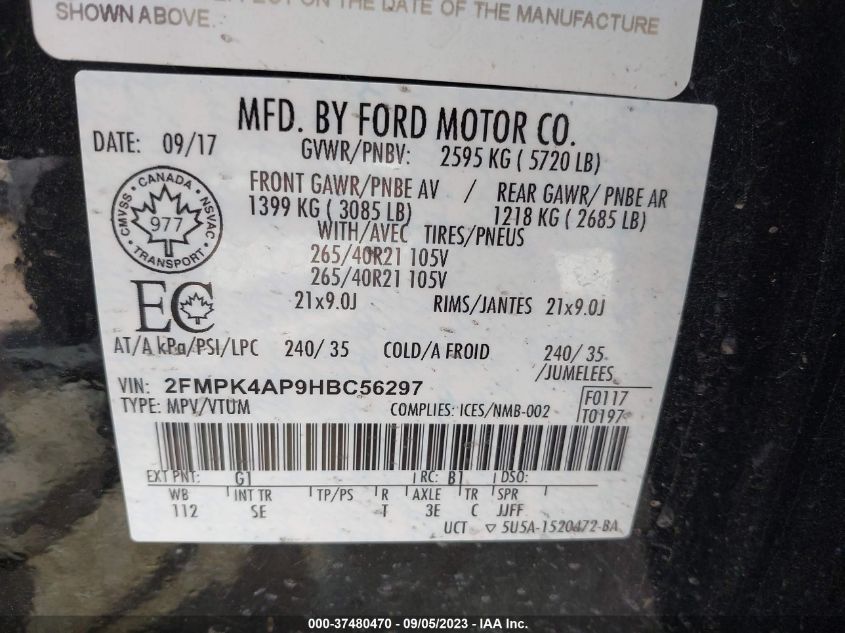 EFFECT ON THE DATE OF THE MANUFACTURE
SHOWN ABOVE.
MFD. BY FORD MOTOR CO.
DATE: 09/17
GVWR/PNBV: 2595 KG ( 5720 LB)
FRONT GAWR/PNBE AV / REAR GAWR/ PNBE AR
1399 KG ( 3085 LB) 1218 KG ( 2685 LB)
WITH/AVEC TIRES/PNEUS
265/40R21 105V
265/40R21 105V
21x9.0J RIMS/JANTES 21x9.0J
CANADA
CMVSS 977 NSVAC
TRANSPORT
EC
AT/A kPa/PSI/LPC 240/ 35 COLD/A FROID 240/ 35
/JUMELEES
VIN: 2FMPK4AP9HBC56297
F0117
TYPE: MPV/VTUM COMPLIES: ICES/NMB-002
T0197
EXT PNT: G1 RC: B1 DSO:
WB INT TR TP/PS R AXLE TR SPR
112 SE T 3E C JJFF
UCT ▽ 5U5A-1520472-BA
000-37480470 - 09/05/2023 - IAA Inc.